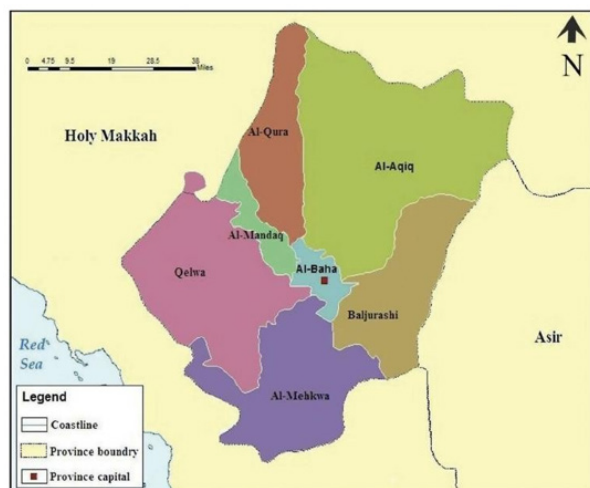 0 4.75 9.5 19 28.5 38
Miles
N
Holy Makkah
Al-Qura
Al-Aqiq
Al-Mandaq
Qelwa
Al-Baha
Baljurashi
Asir
Red
Sea
Al-Mehkwa
Legend
Coastline
Province boundry
Province capital